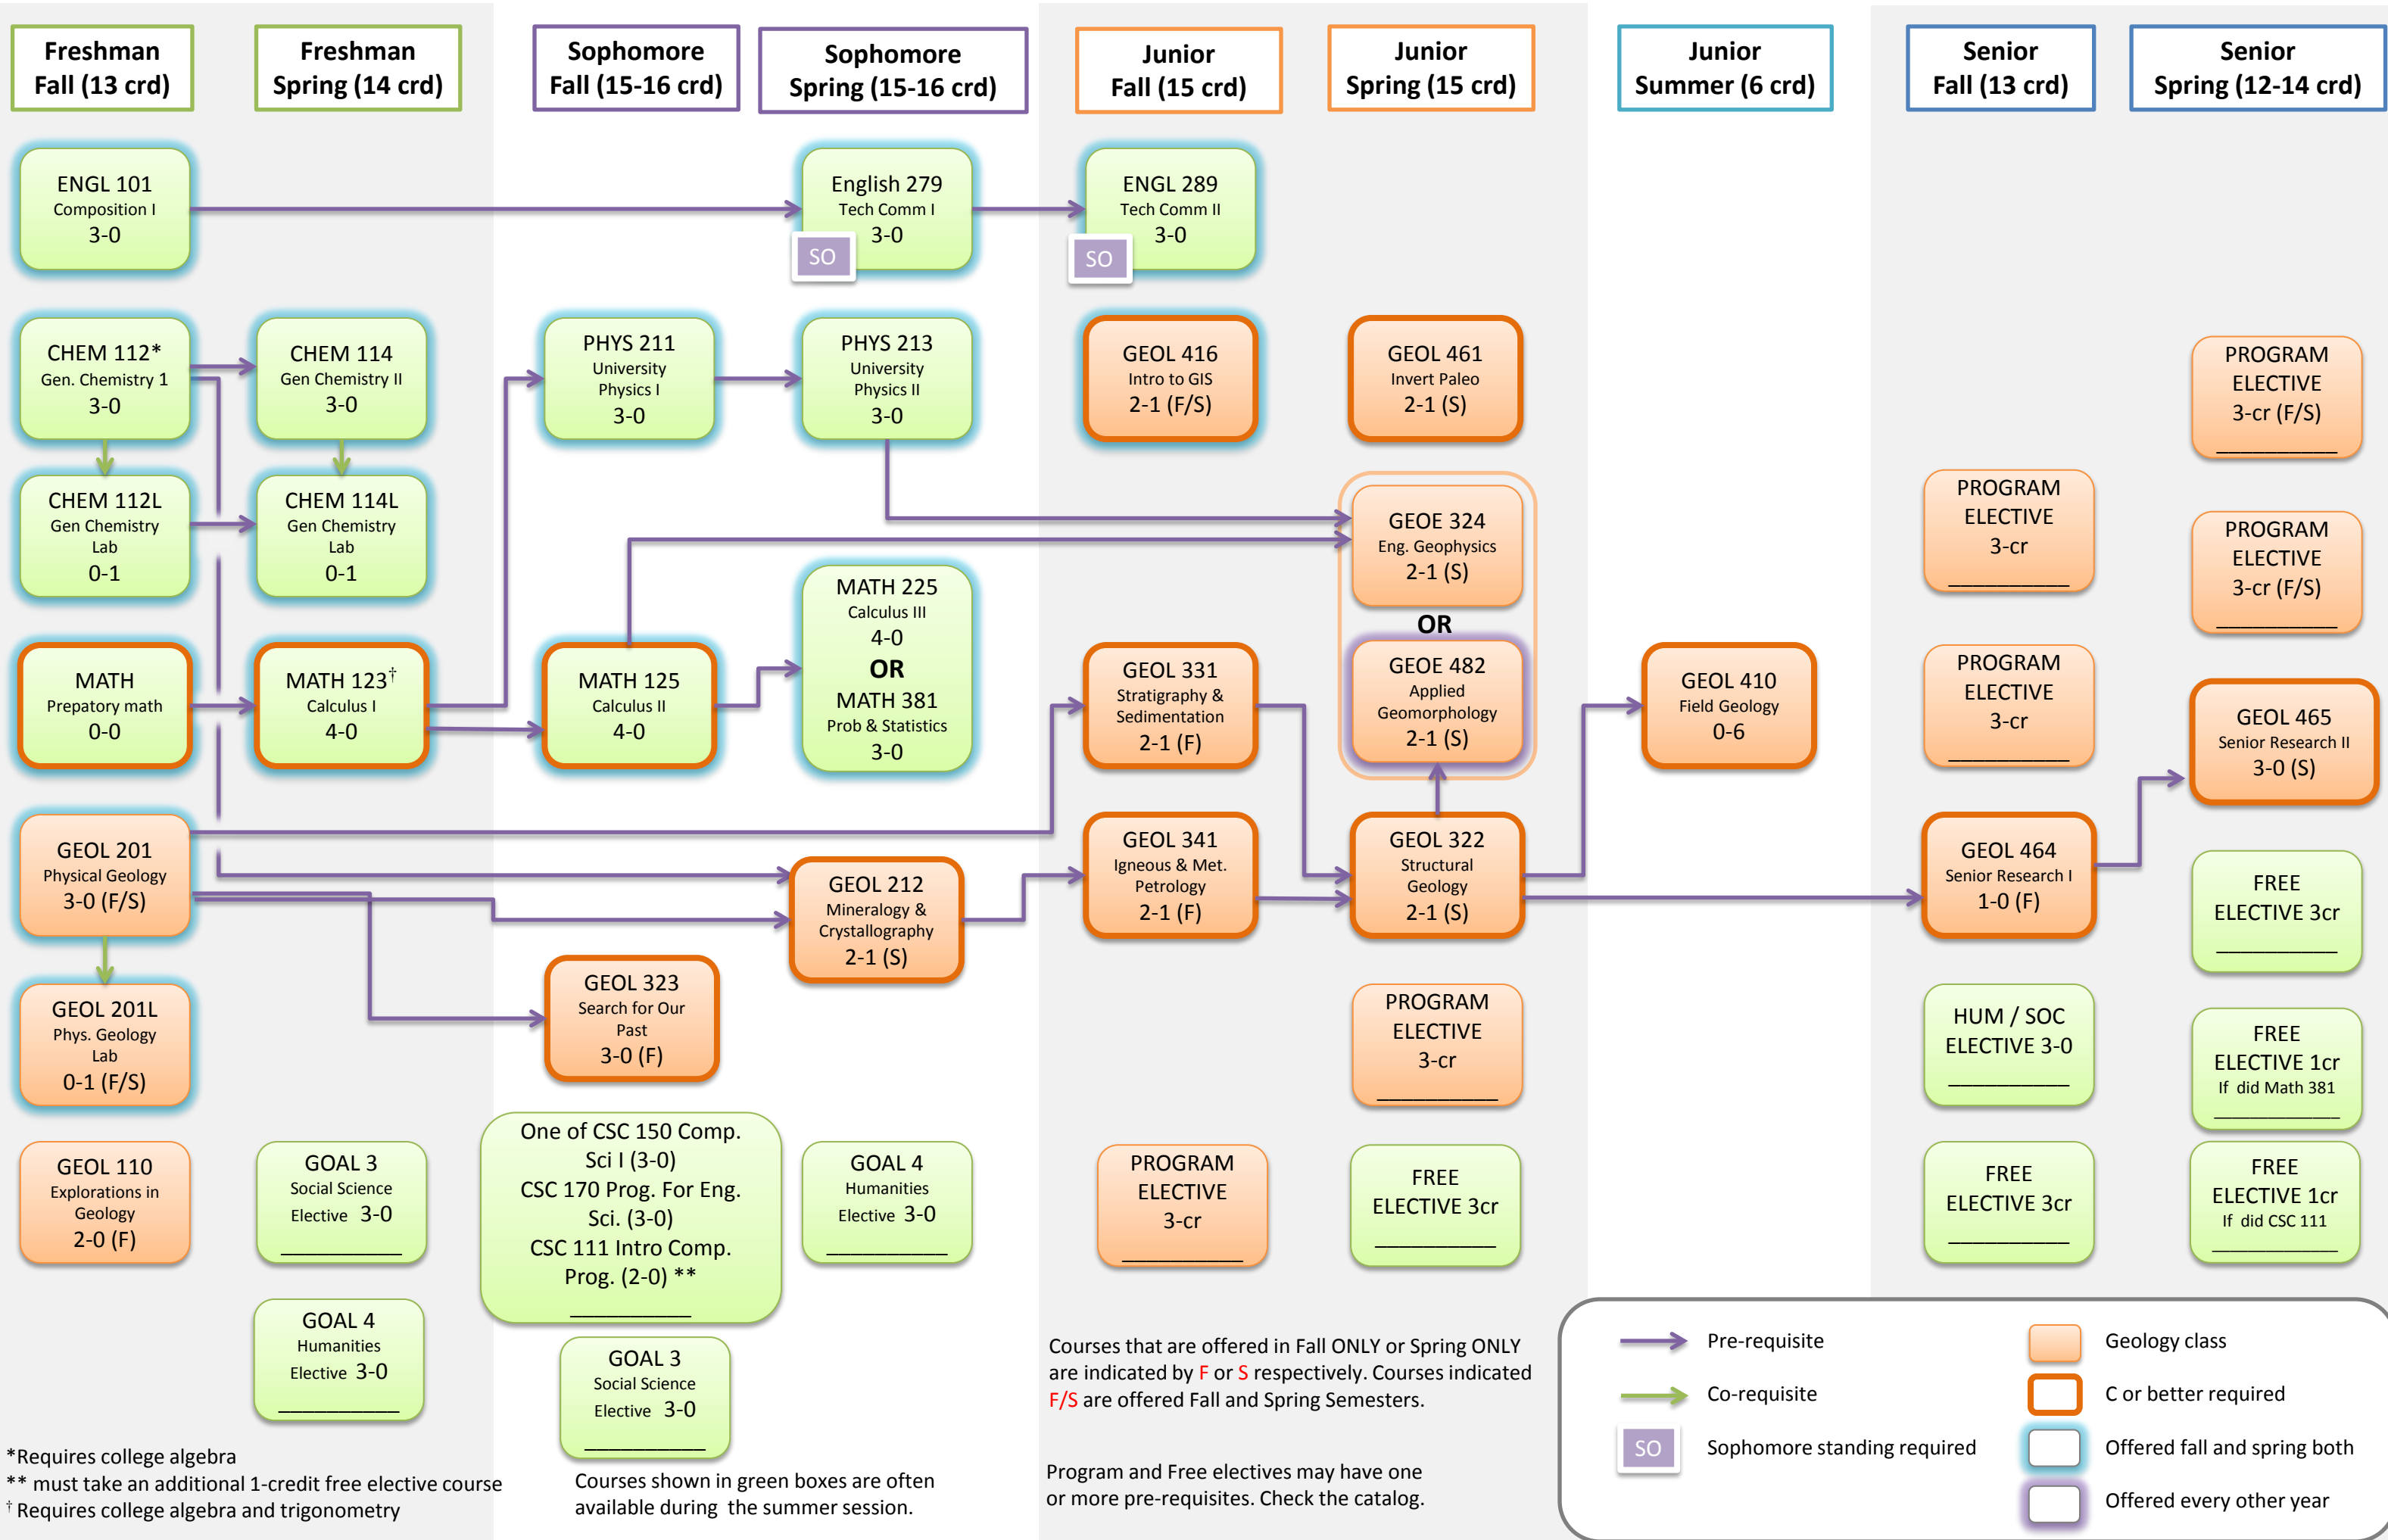 Freshman
Fall (13 crd)
Freshman
Spring (14 crd)
Sophomore
Fall (15-16 crd)
Sophomore
Spring (15-16 crd)
Junior
Fall (15 crd)
Junior
Spring (15 crd)
Junior
Summer (6 crd)
Senior
Fall (13 crd)
Senior
Spring (12-14 crd)
ENGL 101
Composition I
3-0
English 279
Tech Comm I
3-0
SO
ENGL 289
Tech Comm II
3-0
SO
CHEM 112*
Gen. Chemistry 1
3-0
CHEM 114
Gen Chemistry II
3-0
PHYS 211
University
Physics I
3-0
PHYS 213
University
Physics II
3-0
GEOL 416
Intro to GIS
2-1 (F/S)
GEOL 461
Invert Paleo
2-1 (S)
PROGRAM
ELECTIVE
3-cr (F/S)
__________
CHEM 112L
Gen Chemistry
Lab
0-1
CHEM 114L
Gen Chemistry
Lab
0-1
GEOE 324
Eng. Geophysics
2-1 (S)
OR
GEOE 482
Applied
Geomorphology
2-1 (S)
PROGRAM
ELECTIVE
3-cr
__________
PROGRAM
ELECTIVE
3-cr (F/S)
__________
MATH
Prepatory math
0-0
MATH 123†
Calculus I
4-0
MATH 125
Calculus II
4-0
MATH 225
Calculus III
4-0
OR
MATH 381
Prob & Statistics
3-0
GEOL 331
Stratigraphy &
Sedimentation
2-1 (F)
GEOL 410
Field Geology
0-6
PROGRAM
ELECTIVE
3-cr
__________
GEOL 465
Senior Research II
3-0 (S)
GEOL 201
Physical Geology
3-0 (F/S)
GEOL 212
Mineralogy &
Crystallography
2-1 (S)
GEOL 341
Igneous & Met.
Petrology
2-1 (F)
GEOL 322
Structural
Geology
2-1 (S)
GEOL 464
Senior Research I
1-0 (F)
FREE
ELECTIVE 3cr
__________
GEOL 201L
Phys. Geology
Lab
0-1 (F/S)
GEOL 323
Search for Our
Past
3-0 (F)
PROGRAM
ELECTIVE
3-cr
__________
HUM / SOC
ELECTIVE 3-0
__________
FREE
ELECTIVE 1cr
If did Math 381
__________
GEOL 110
Explorations in
Geology
2-0 (F)
GOAL 3
Social Science
Elective 3-0
__________
One of CSC 150 Comp.
Sci I (3-0)
CSC 170 Prog. For Eng.
Sci. (3-0)
CSC 111 Intro Comp.
Prog. (2-0) **
__________
GOAL 4
Humanities
Elective 3-0
__________
PROGRAM
ELECTIVE
3-cr
__________
FREE
ELECTIVE 3cr
__________
FREE
ELECTIVE 3cr
__________
FREE
ELECTIVE 1cr
If did CSC 111
__________
GOAL 4
Humanities
Elective 3-0
__________
GOAL 3
Social Science
Elective 3-0
__________
*Requires college algebra
** must take an additional 1-credit free elective course
† Requires college algebra and trigonometry
Courses shown in green boxes are often
available during the summer session.
Courses that are offered in Fall ONLY or Spring ONLY
are indicated by F or S respectively. Courses indicated
F/S are offered Fall and Spring Semesters.
Program and Free electives may have one
or more pre-requisites. Check the catalog.
Pre-requisite
Co-requisite
SO
Sophomore standing required
Geology class
C or better required
Offered fall and spring both
Offered every other year